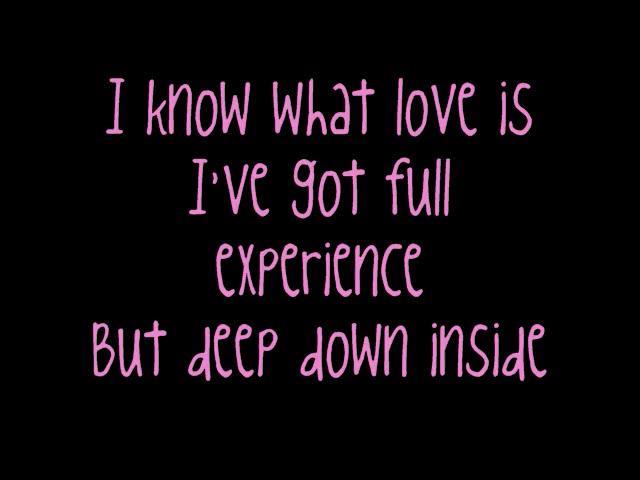 I know what love is
I've got full
experience
But deep down inside